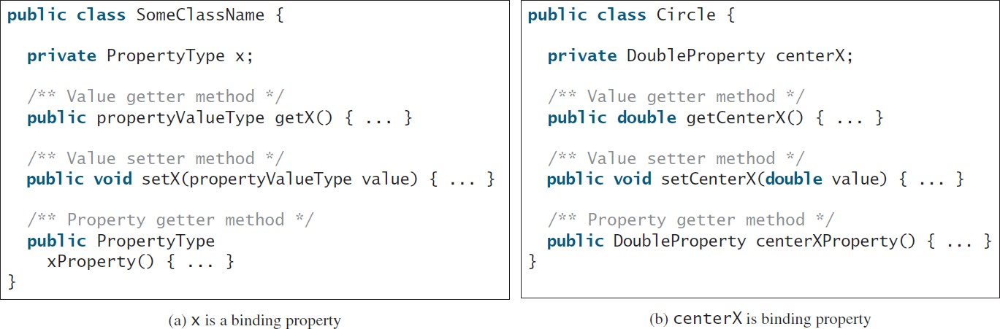 public class SomeClassName {
private PropertyType x;
/** Value getter method */
public propertyValueType getX() { ... }
/** Value setter method */
public void setX(propertyValueType value) { ... }
/** Property getter method */
public PropertyType
xProperty() { ... }
}
(a) x is a binding property
public class Circle {
private DoubleProperty centerX;
/** Value getter method */
public double getCenterX() { ... }
/** Value setter method */
public void setCenterX(double value) { ... }
/** Property getter method */
public DoubleProperty centerXProperty() { ... }
}
(b) centerX is binding property